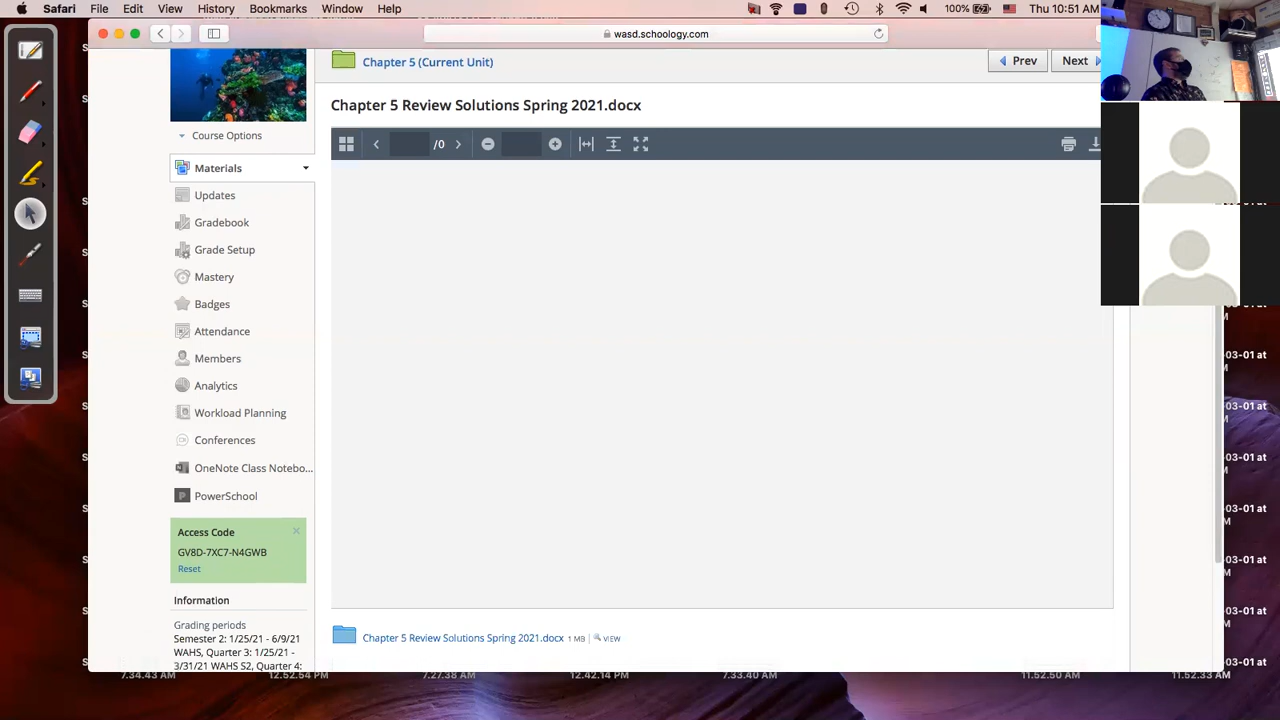 Safari File Edit View History Bookmarks Window Help 100% Thu 10:51 AM
wasd.schoology.com
Chapter 5 (Current Unit)
Prev Next
Chapter 5 Review Solutions Spring 2021.docx
Course Options
/0
Materials
Updates
Gradebook
Grade Setup
Mastery
Badges
Attendance
Members
Analytics
Workload Planning
Conferences
OneNote Class Notebo...
PowerSchool
Access Code
GV8D-7XC7-N4GWB
Reset
Information
Grading periods
Semester 2: 1/25/21 - 6/9/21
WAHS, Quarter 3: 1/25/21 -
3/31/21 WAHS S2, Quarter 4:
Chapter 5 Review Solutions Spring 2021.docx 1 MB VIEW
-03-01 at
-03-01 at
-03-01 at
-03-01 at
-03-01 at
-03-01 at
-03-01 at
7.34.43 AM 12.52.54 PM 7.27.38 AM 12.42.14 PM 7.33.40 AM 11.52.50 AM 11.52.33 AM